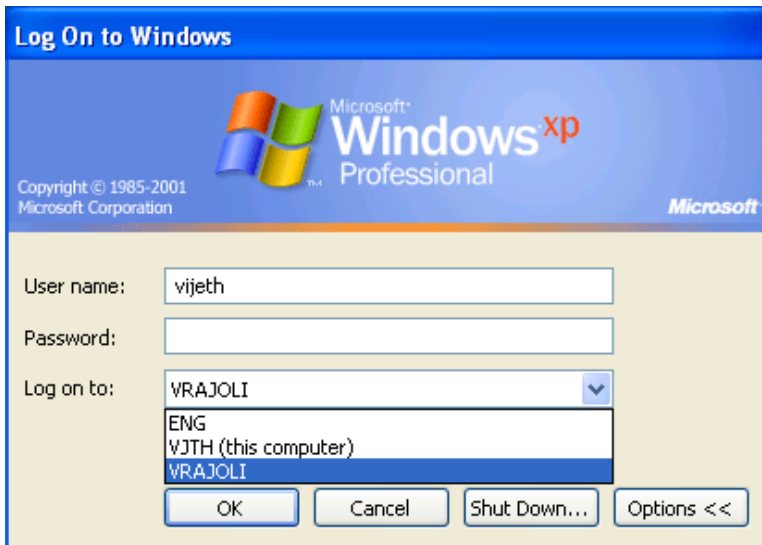 Log On to Windows
Microsoft®
Windows xp
TM
Professional
Copyright © 1985-2001
Microsoft Corporation
Microsoft
User name: vijeth
Password:
Log on to: VRAJOLI
ENG
VJTH (this computer)
VRAJOLI
OK Cancel Shut Down... Options <<